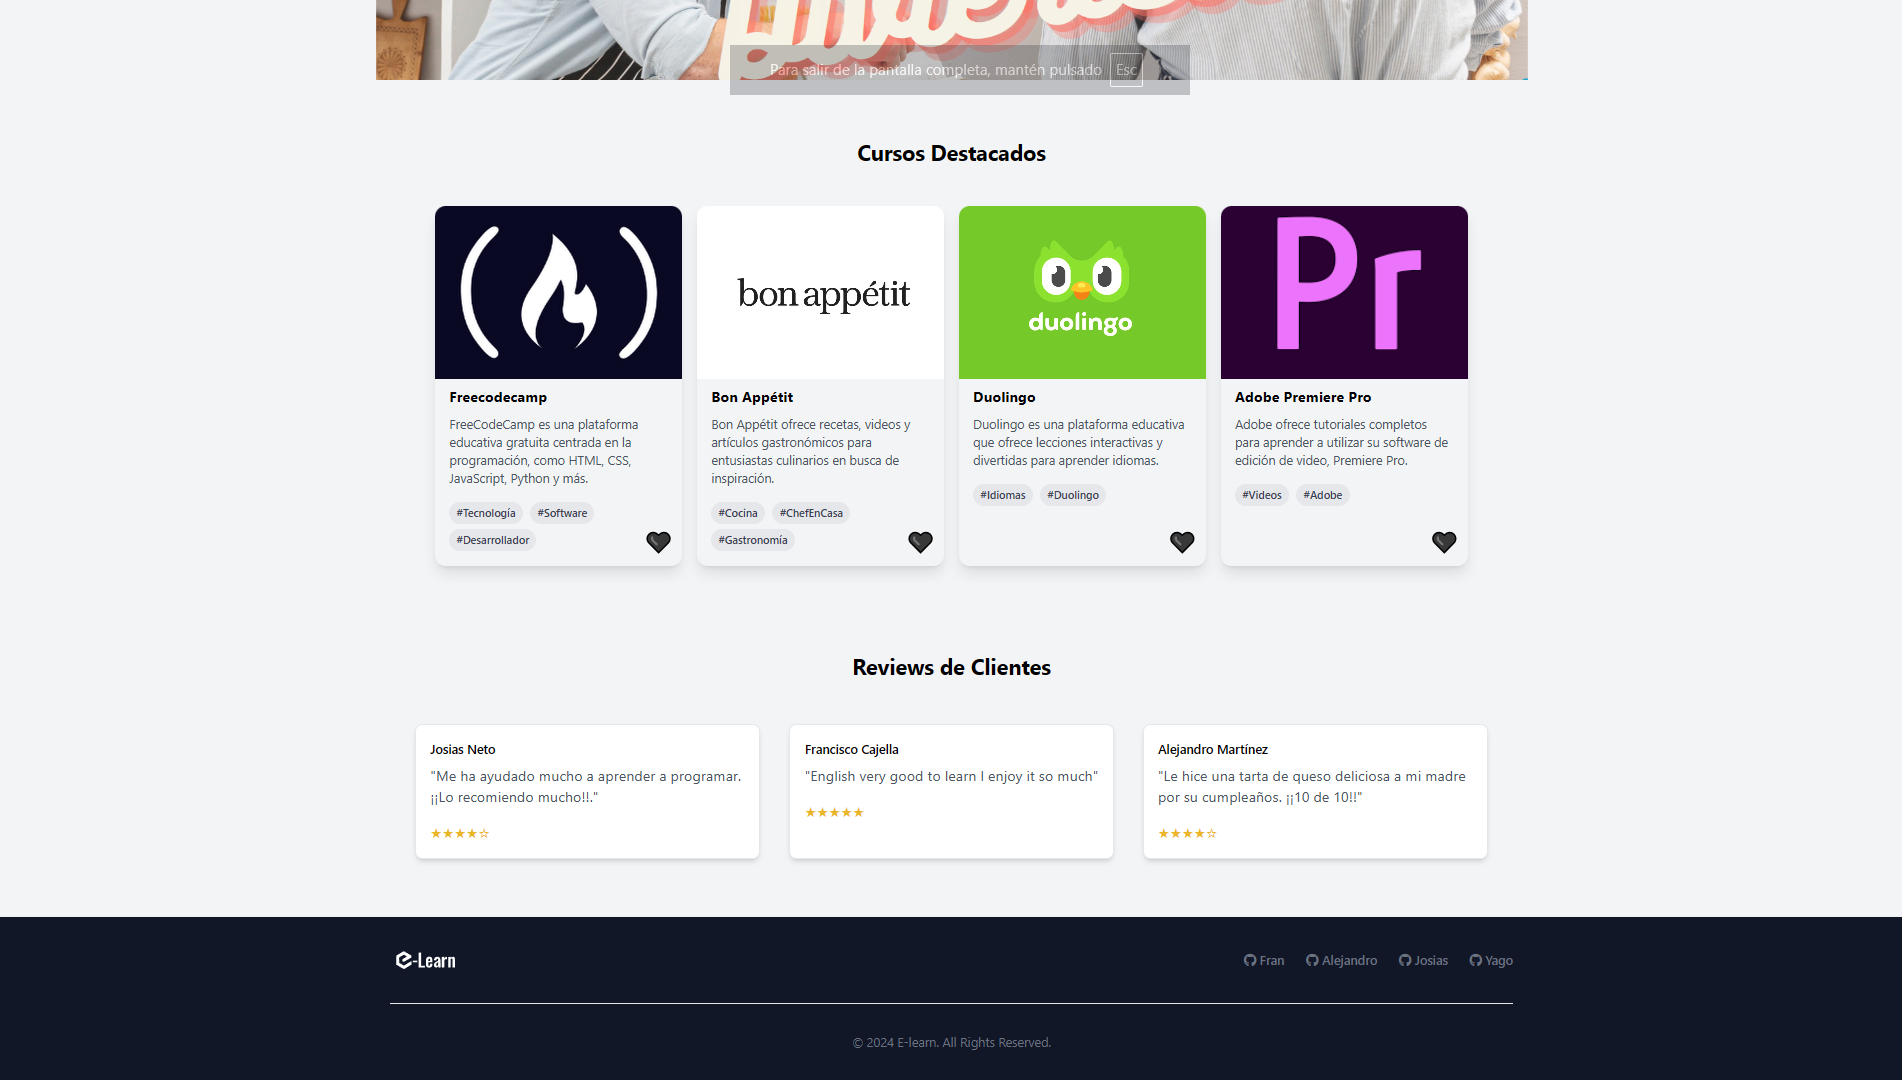 Para salir de la pantalla completa, mantén pulsado Esc
Cursos Destacados
bon appétit
duolingo
Pr
Freecodecamp
FreeCodeCamp es una plataforma
educativa gratuita centrada en la
programación, como HTML, CSS,
JavaScript, Python y más.
#Tecnología #Software
#Desarrollador
Bon Appétit
Bon Appétit ofrece recetas, videos y
artículos gastronómicos para
entusiastas culinarios en busca de
inspiración.
#Cocina #ChefEnCasa
#Gastronomía
Duolingo
Duolingo es una plataforma educativa
que ofrece lecciones interactivas y
divertidas para aprender idiomas.
#Idiomas #Duolingo
Adobe Premiere Pro
Adobe ofrece tutoriales completos
para aprender a utilizar su software de
edición de video, Premiere Pro.
#Videos #Adobe
Reviews de Clientes
Josias Neto
"Me ha ayudado mucho a aprender a programar.
¡¡Lo recomiendo mucho!!."
★★★★☆
Francisco Cajella
"English very good to learn I enjoy it so much"
★★★★★
Alejandro Martínez
"Le hice una tarta de queso deliciosa a mi madre
por su cumpleaños. ¡¡10 de 10!!"
★★★★☆
e-Learn
Fran Alejandro Josias Yago
© 2024 E-learn. All Rights Reserved.